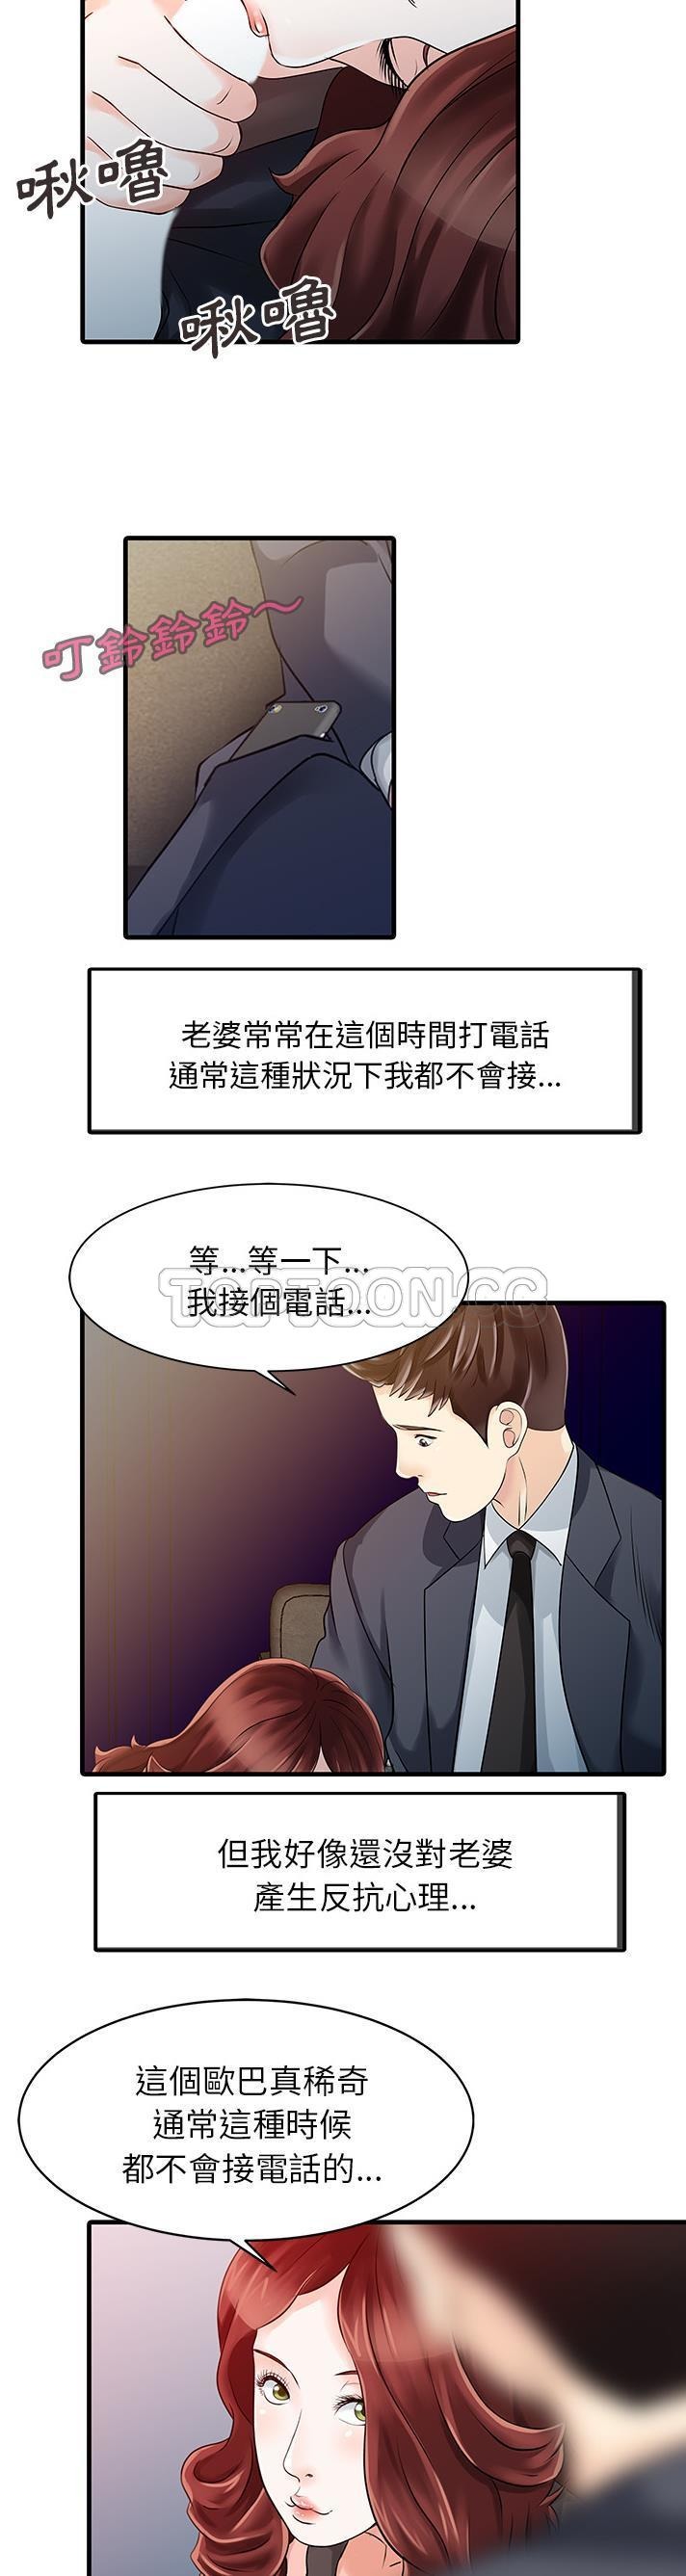 啾嚕
啾嚕
叮鈴鈴鈴～
老婆常常在這個時間打電話
通常這種狀況下我都不會接...
等...等一下...
我接個電話...
TOPTOON.CC
但我好像還沒對老婆
產生反抗心理...
這個歐巴真稀奇
通常這種時候
都不會接電話的...